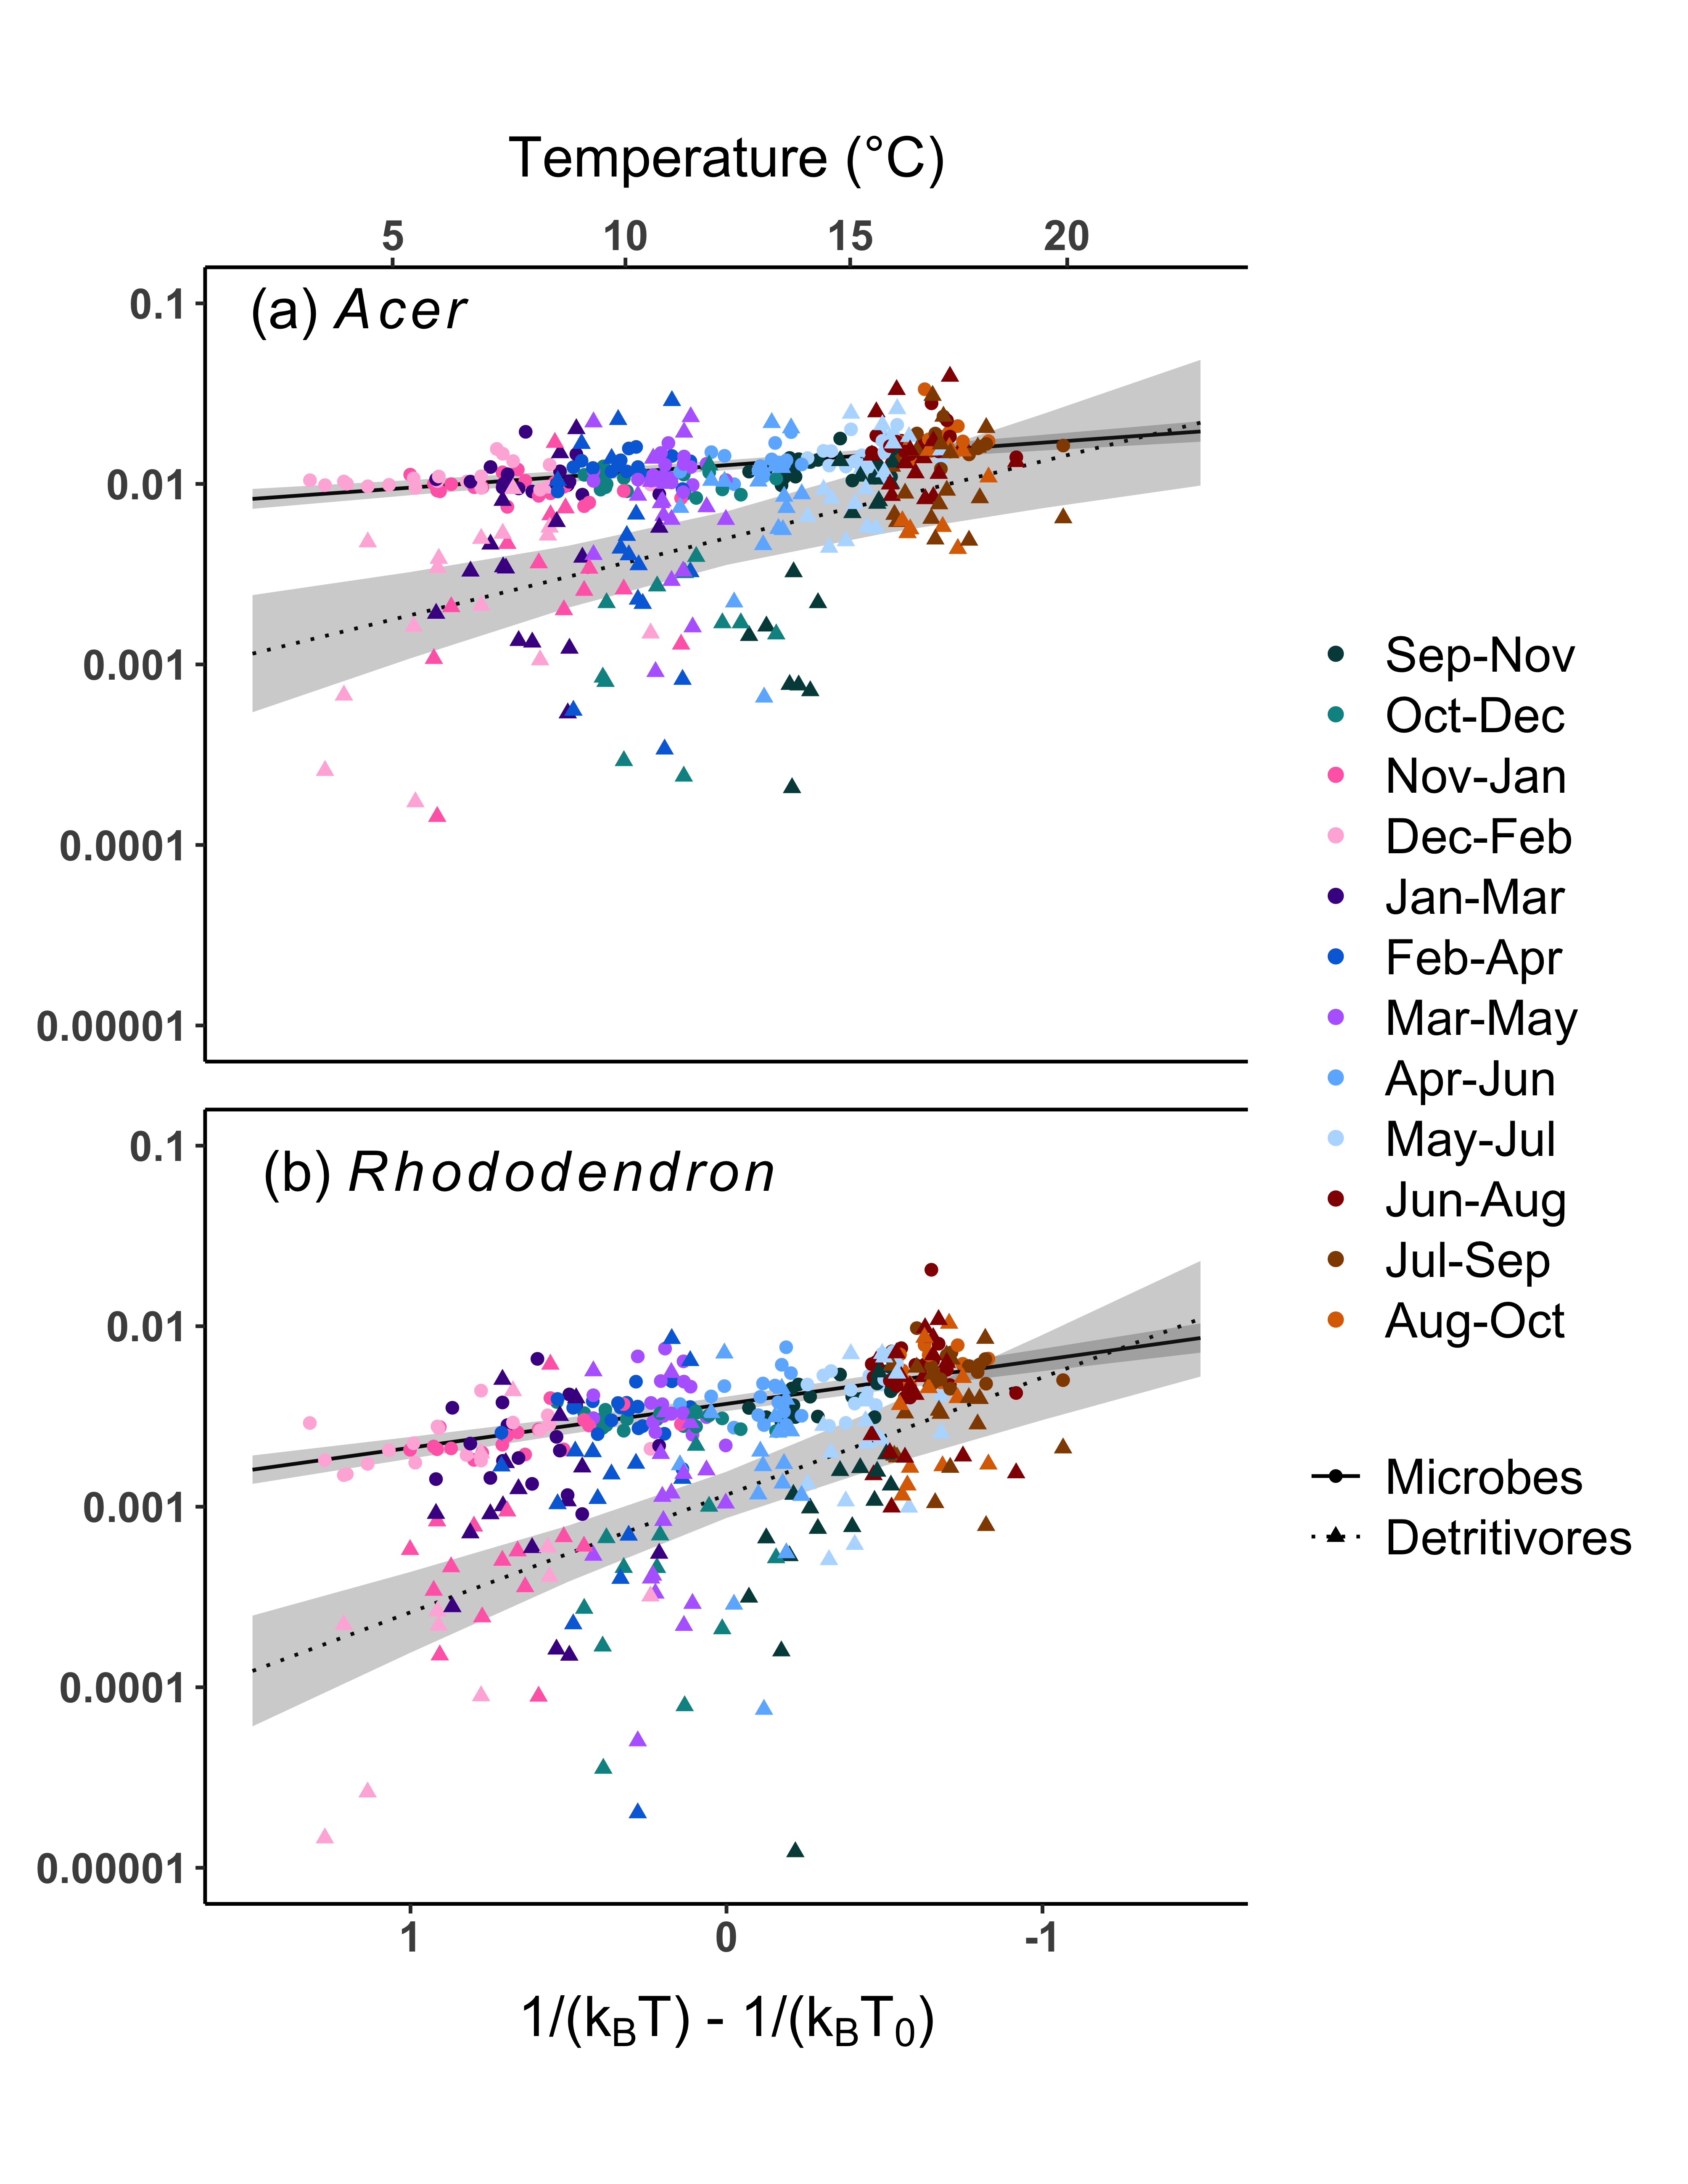 Temperature (°C)
5 10 15 20
(a) Acer
0.1
0.01
0.001
0.0001
0.00001
(b) Rhododendron
0.1
0.01
0.001
0.0001
0.00001
1 0 -1
1/(kBT) - 1/(kBT0)
Sep-Nov
Oct-Dec
Nov-Jan
Dec-Feb
Jan-Mar
Feb-Apr
Mar-May
Apr-Jun
May-Jul
Jun-Aug
Jul-Sep
Aug-Oct
Microbes
Detritivores